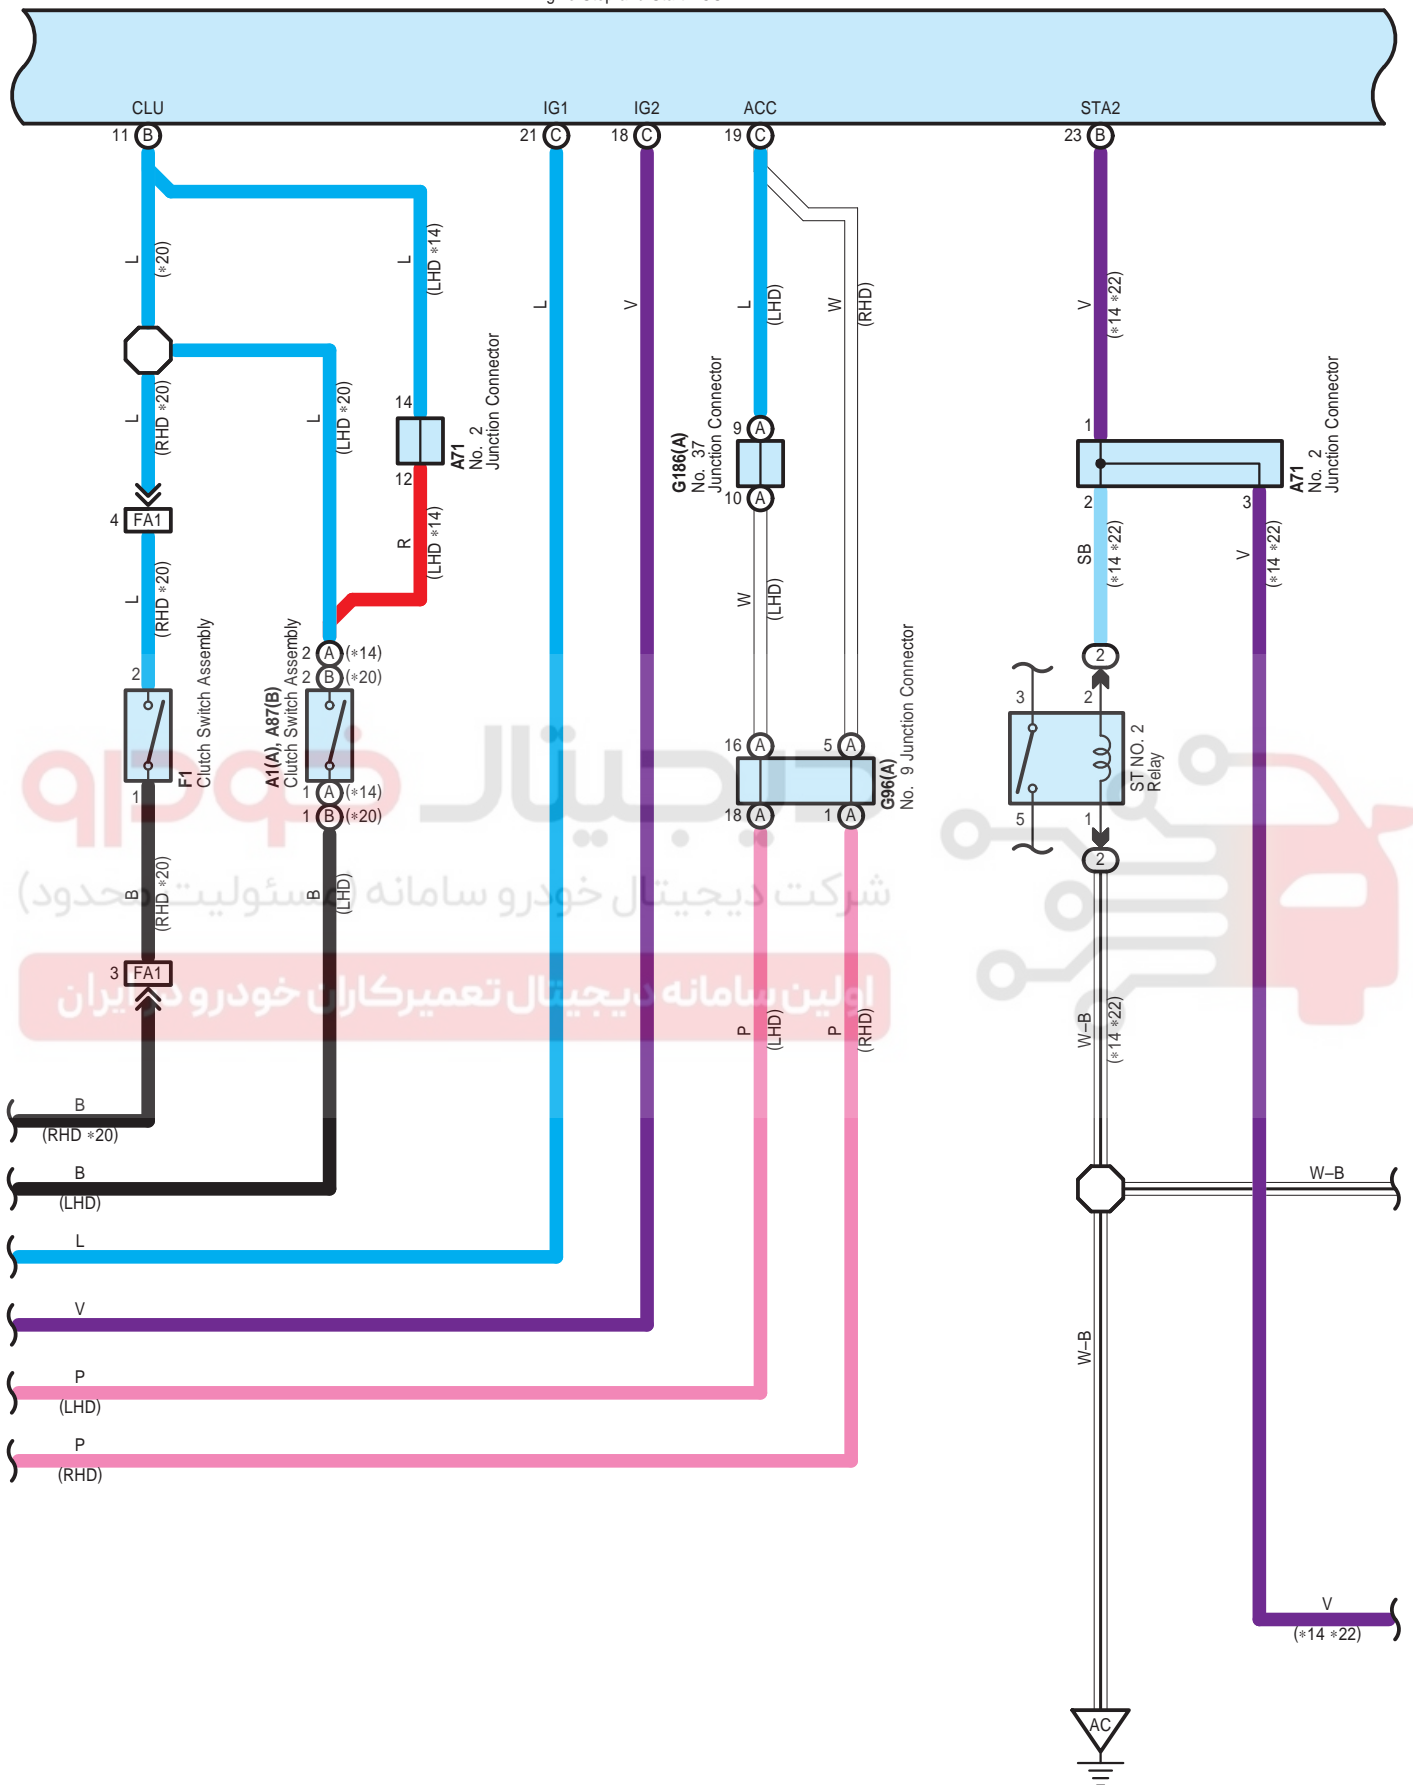 CLU
IG1
IG2
ACC
STA2
11 B
21 C
18 C
19 C
23 B
L
(*20)
L
(LHD *14)
L
V
L
(LHD)
W
(RHD)
V
(*14 *22)
L
(RHD *20)
L
(LHD *20)
14
A71
No. 2
Junction Connector
12
9 A
G186(A)
No. 37
Junction Connector
10 A
1
A71
No. 2
Junction Connector
2
3
4 FA1
R
(LHD *14)
SB
(*14 *22)
V
(*14 *22)
L
(RHD *20)
W
(LHD)
2
F1
Clutch Switch Assembly
1
2 A (*14)
2 B (*20)
A1(A), A87(B)
Clutch Switch Assembly
1 A (*14)
1 B (*20)
16 A
5 A
G96(A)
No. 9 Junction Connector
18 A
1 A
2
3
2
ST NO. 2
Relay
5
1
2
دیجیتال خودرو
شرکت دیجیتال خودرو سامانه (مسئولیت محدود)
اولین سامانه دیجیتال تعمیرکاران خودرو در ایران
B
(RHD *20)
B
(LHD)
3 FA1
P
(LHD)
P
(RHD)
W–B
(*14 *22)
B
(RHD *20)
B
(LHD)
W–B
L
V
W–B
P
(LHD)
P
(RHD)
V
(*14 *22)
AC